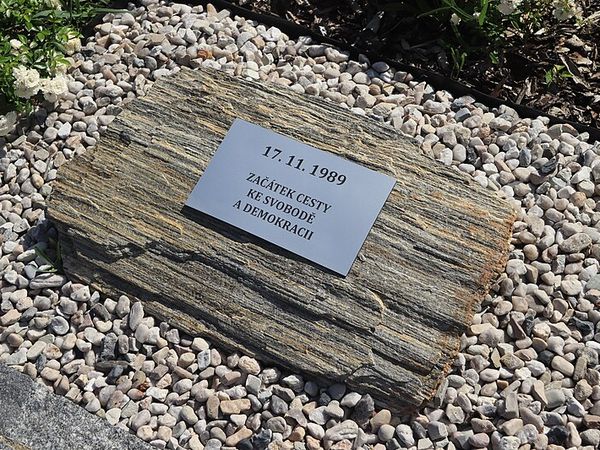 17. 11. 1989
ZAČÁTEK CESTY
KE SVOBODĚ
A DEMOKRACII